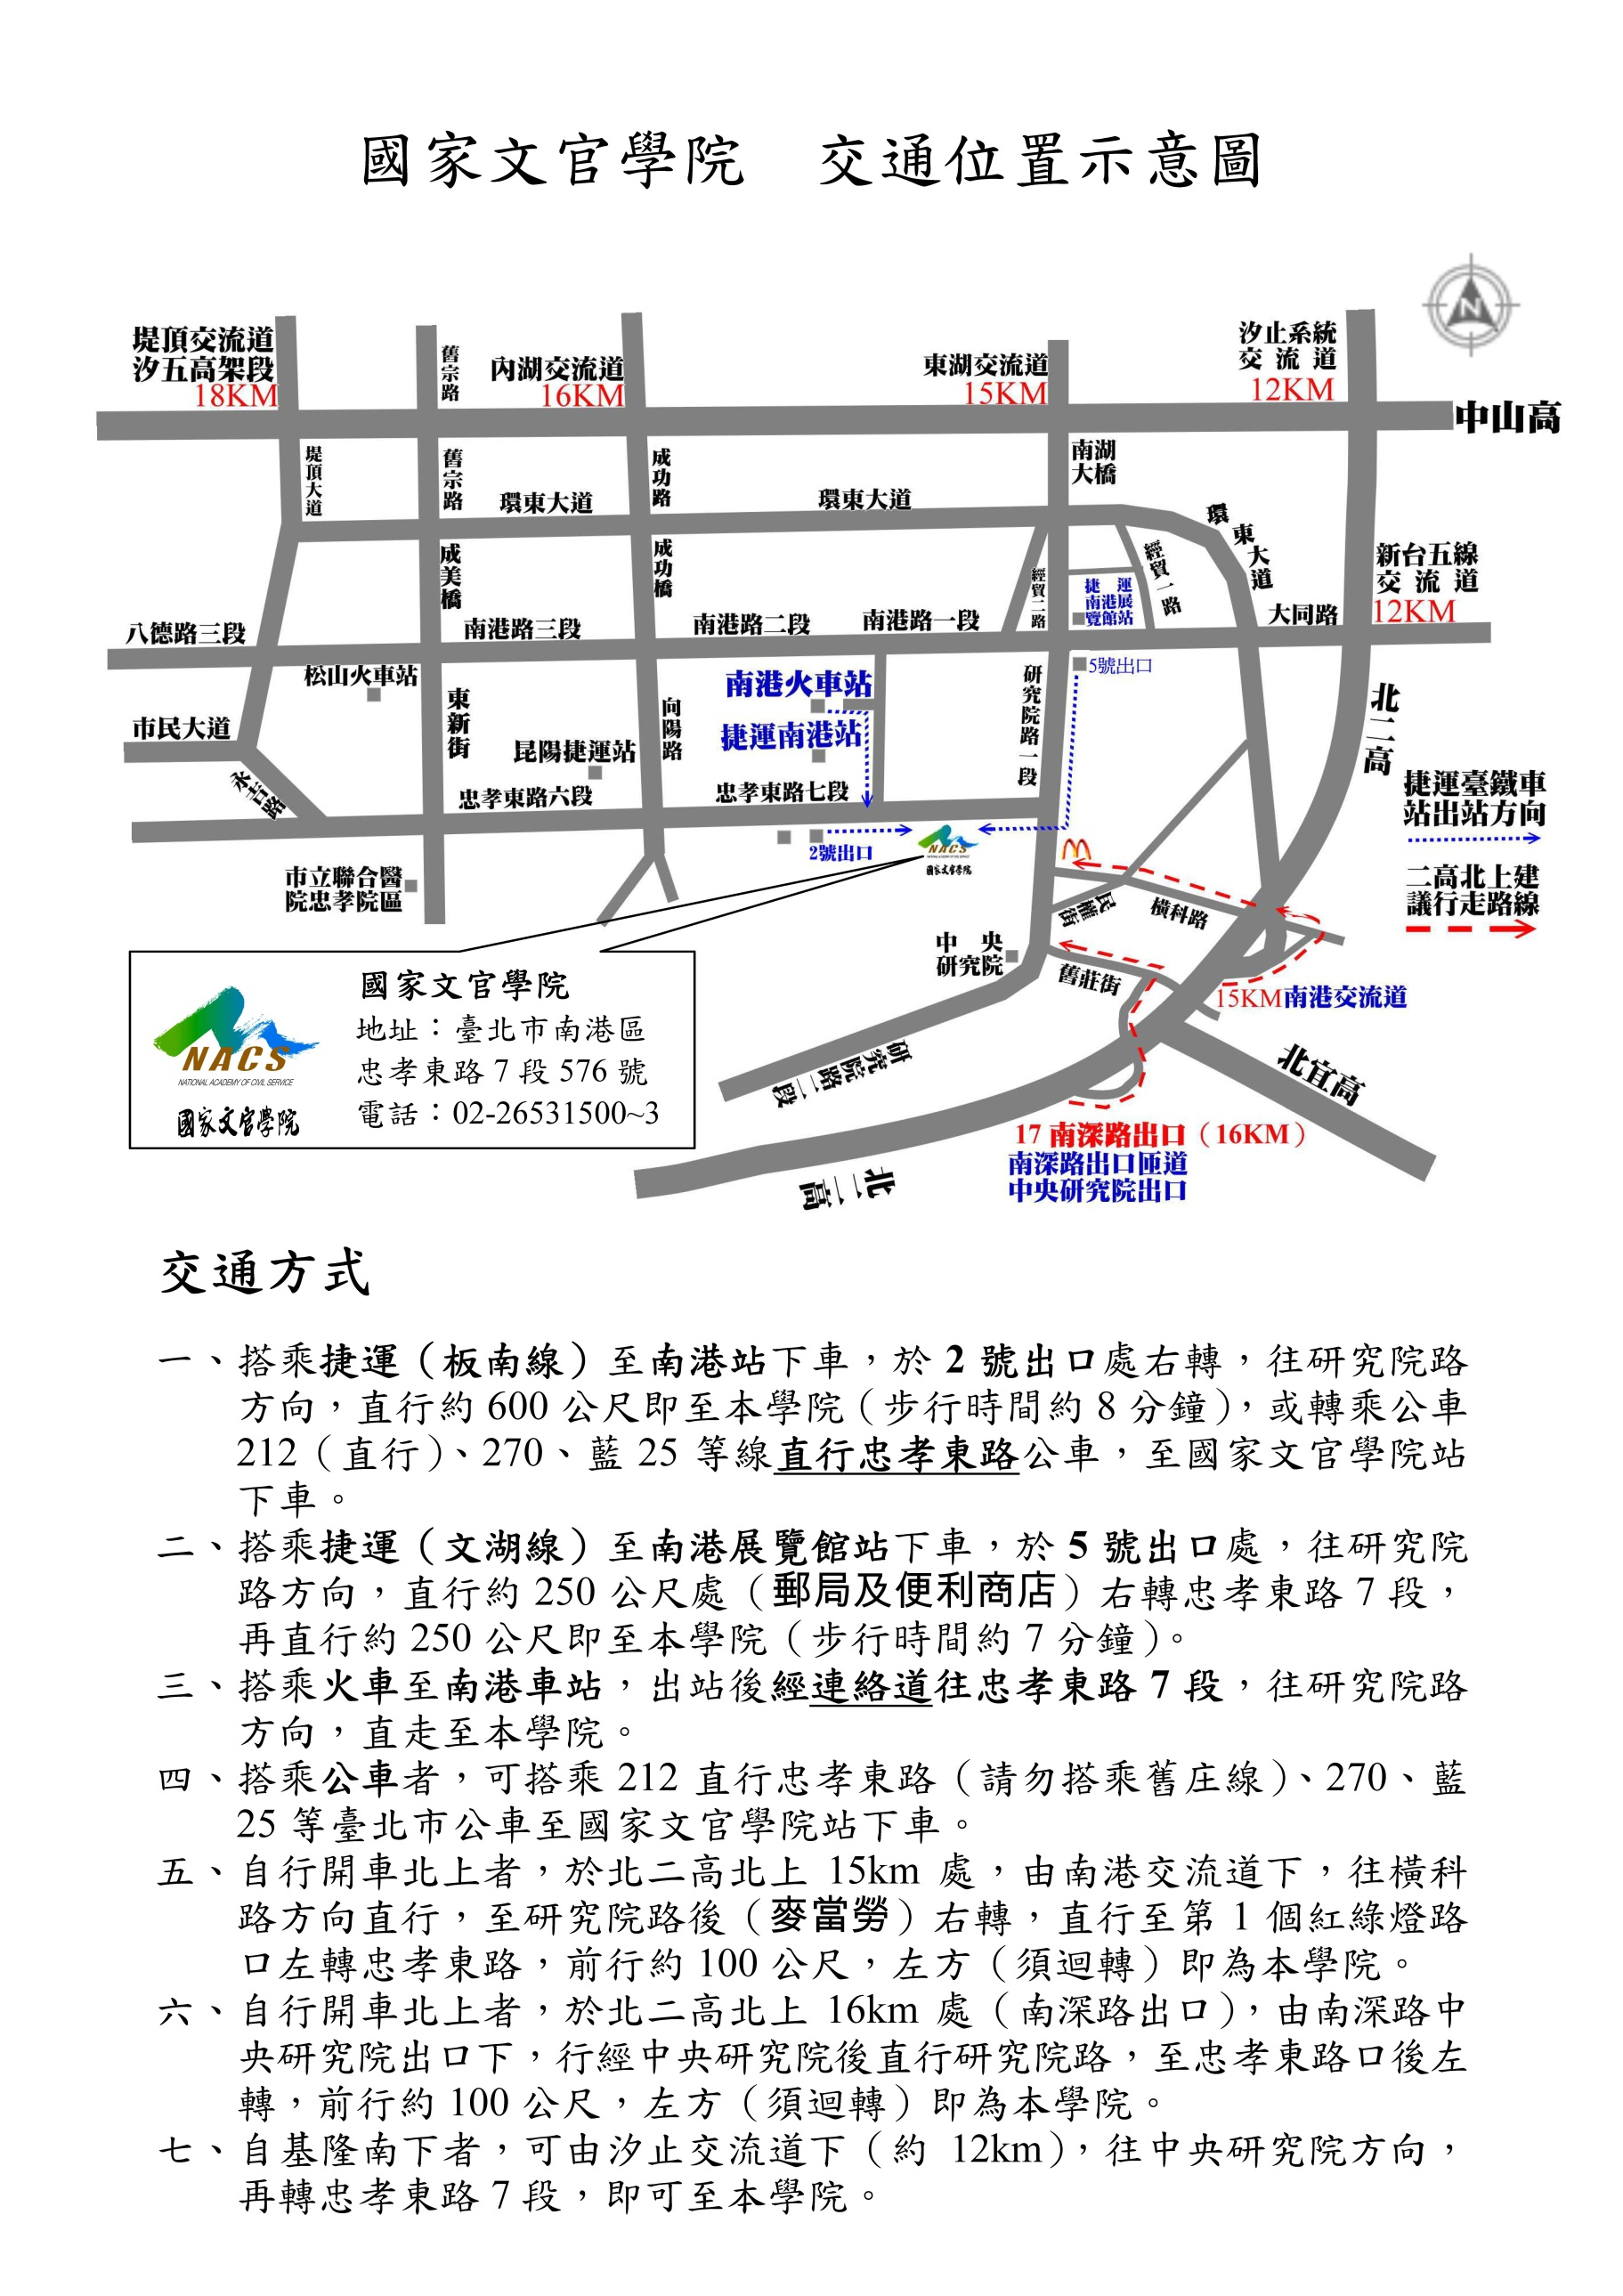 國家文官學院　交通位置示意圖
N
堤頂交流道
汐五高架段
18KM
舊宗路
內湖交流道
16KM
東湖交流道
15KM
汐止系統
交流道
12KM
中山高
堤頂大道
舊宗路
成功路
南湖
大橋
環東大道
環東大道
環東大道
成美橋
成功橋
經貿二路
經貿一路
捷運
南港展
覽館站
新台五線
交流道
12KM
八德路三段
南港路三段
南港路二段
南港路一段
大同路
松山火車站
南港火車站
5號出口
研究院路一段
東新街
向陽路
北二高
市民大道
捷運南港站
昆陽捷運站
永吉路
忠孝東路六段
忠孝東路七段
捷運臺鐵車
站出站方向
2號出口
NACS
國家文官學院
市立聯合醫
院忠孝院區
二高北上建
議行走路線
民權街
橫科路
中央
研究院
舊莊街
15KM南港交流道
研究院路二段
北宜高
17 南深路出口（16KM）
南深路出口匝道
中央研究院出口
北二高
NACS
NATIONAL ACADEMY OF CIVIL SERVICE
國家文官學院
國家文官學院
地址：臺北市南港區
忠孝東路 7 段 576 號
電話：02-26531500~3
交通方式
一、搭乘捷運（板南線）至南港站下車，於 2 號出口處右轉，往研究院路
方向，直行約 600 公尺即至本學院（步行時間約 8 分鐘），或轉乘公車
212（直行）、270、藍 25 等線直行忠孝東路公車，至國家文官學院站
下車。
二、搭乘捷運（文湖線）至南港展覽館站下車，於 5 號出口處，往研究院
路方向，直行約 250 公尺處（郵局及便利商店）右轉忠孝東路 7 段，
再直行約 250 公尺即至本學院（步行時間約 7 分鐘）。
三、搭乘火車至南港車站，出站後經連絡道往忠孝東路 7 段，往研究院路
方向，直走至本學院。
四、搭乘公車者，可搭乘 212 直行忠孝東路（請勿搭乘舊庄線）、270、藍
25 等臺北市公車至國家文官學院站下車。
五、自行開車北上者，於北二高北上 15km 處，由南港交流道下，往橫科
路方向直行，至研究院路後（麥當勞）右轉，直行至第 1 個紅綠燈路
口左轉忠孝東路，前行約 100 公尺，左方（須迴轉）即為本學院。
六、自行開車北上者，於北二高北上 16km 處（南深路出口），由南深路中
央研究院出口下，行經中央研究院後直行研究院路，至忠孝東路口後左
轉，前行約 100 公尺，左方（須迴轉）即為本學院。
七、自基隆南下者，可由汐止交流道下（約 12km），往中央研究院方向，
再轉忠孝東路 7 段，即可至本學院。